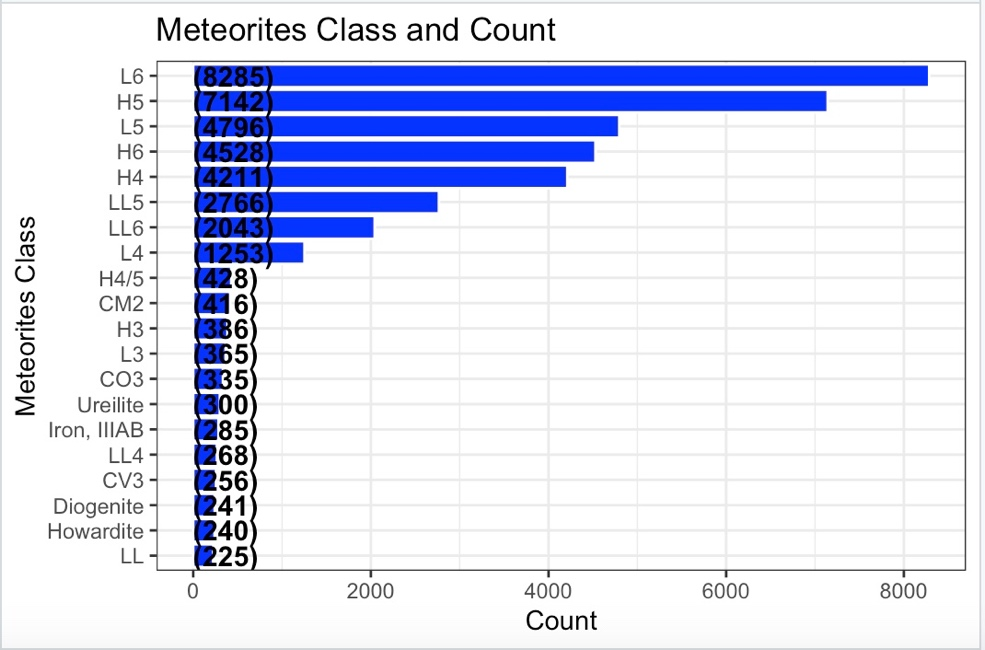 Meteorites Class and Count
Meteorites Class
L6 (8285)
H5 (7142)
L5 (4796)
H6 (4528)
H4 (4211)
LL5 (2766)
LL6 (2043)
L4 (1253)
H4/5 (428)
CM2 (416)
H3 (386)
L3 (365)
CO3 (335)
Ureilite (300)
Iron, IIIAB (285)
LL4 (268)
CV3 (256)
Diogenite (241)
Howardite (240)
LL (225)
0 2000 4000 6000 8000
Count